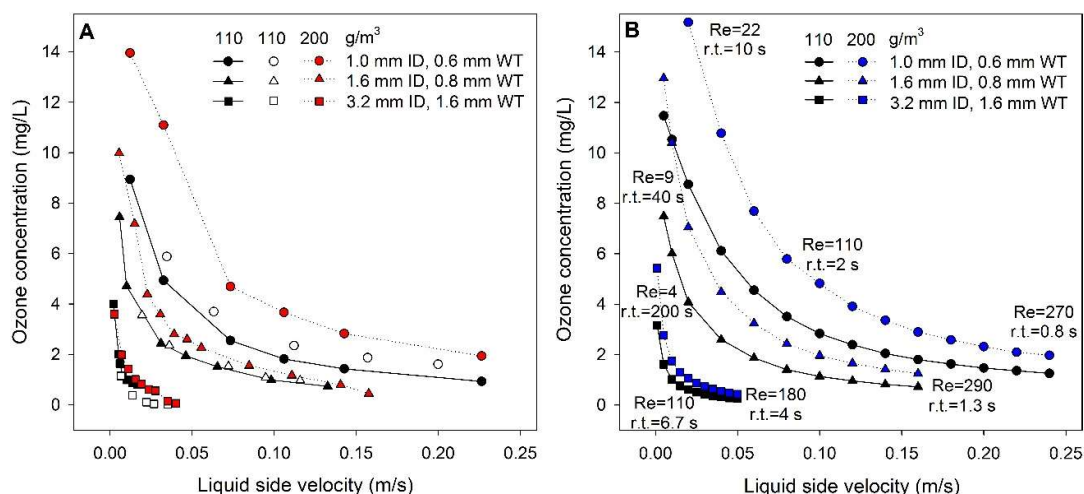 A
110 110 200 g/m³
1.0 mm ID, 0.6 mm WT
1.6 mm ID, 0.8 mm WT
3.2 mm ID, 1.6 mm WT
Ozone concentration (mg/L)
14
12
10
8
6
4
2
0
0.00 0.05 0.10 0.15 0.20 0.25
Liquid side velocity (m/s)
B
Re=22
r.t.=10 s
110 200 g/m³
1.0 mm ID, 0.6 mm WT
1.6 mm ID, 0.8 mm WT
3.2 mm ID, 1.6 mm WT
Ozone concentration (mg/L)
14
12
10
8
6
4
2
0
Re=9
r.t.=40 s
Re=110
r.t.=2 s
Re=4
r.t.=200 s
Re=270
r.t.=0.8 s
Re=110
r.t.=6.7 s
Re=180
r.t.=4 s
Re=290
r.t.=1.3 s
0.00 0.05 0.10 0.15 0.20 0.25
Liquid side velocity (m/s)